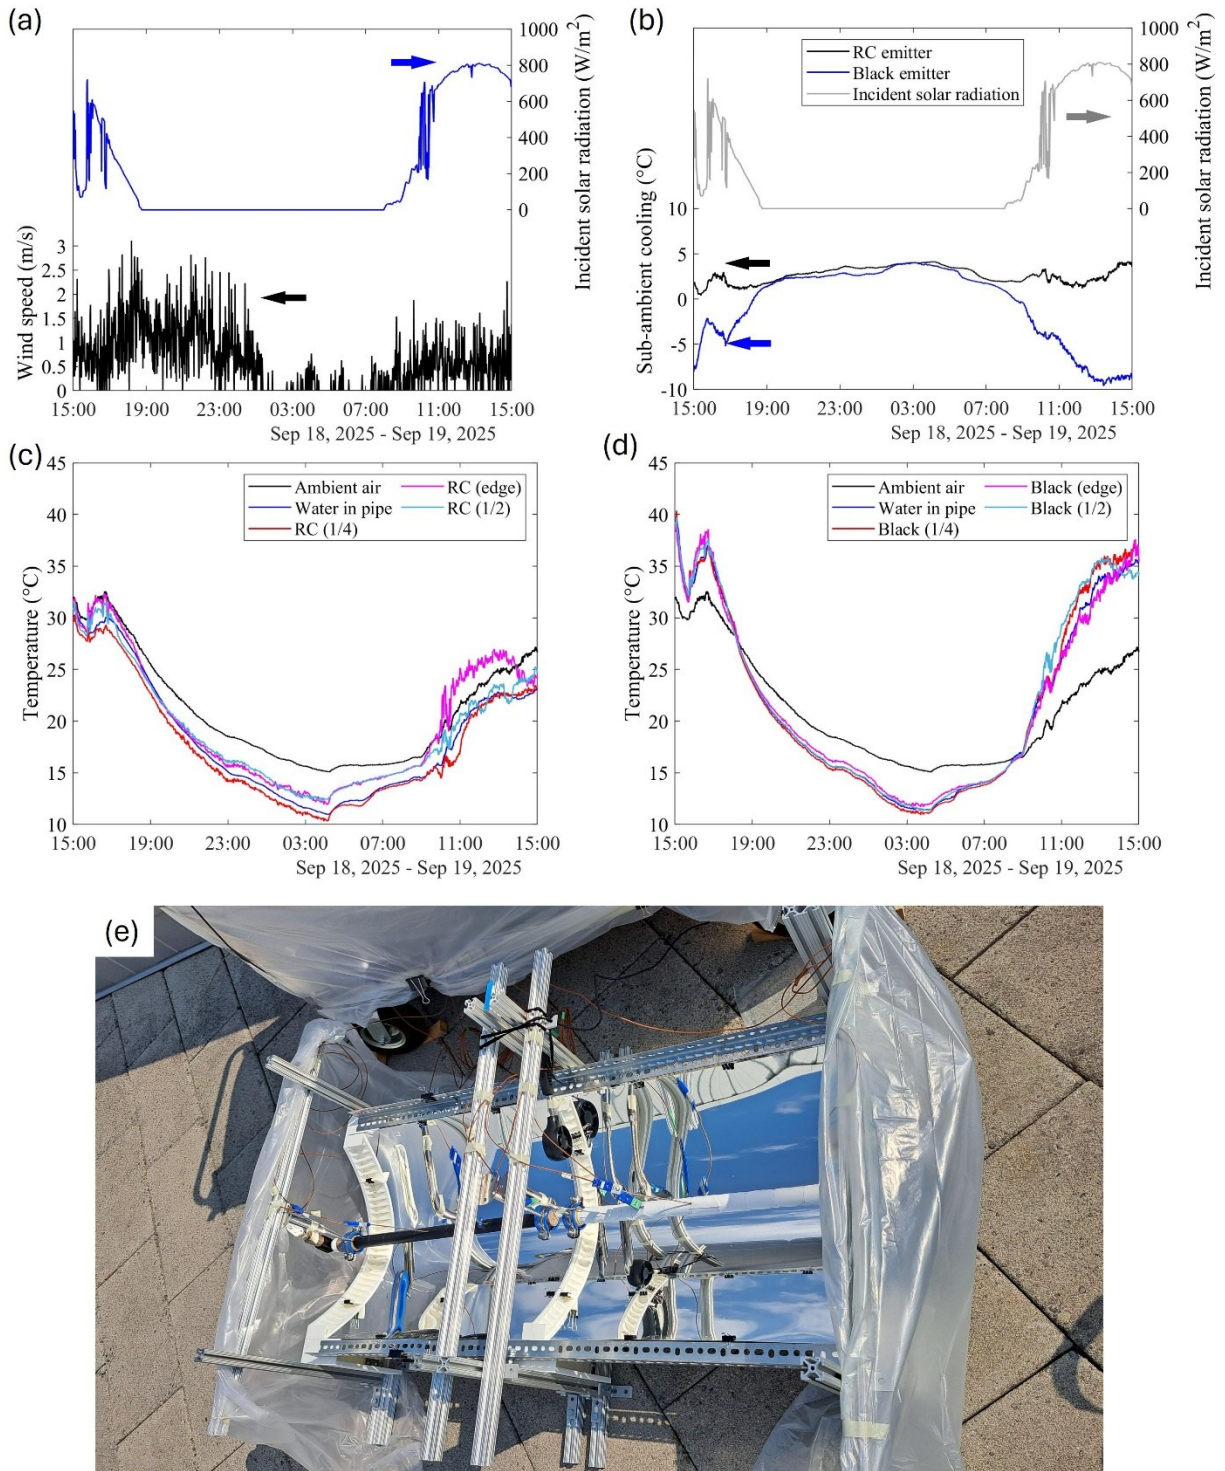 (a)
1000
800
600
400
200
0
Incident solar radiation (W/m²)
3
2.5
2
1.5
1
0.5
0
Wind speed (m/s)
15:00 19:00 23:00 03:00 07:00 11:00 15:00
Sep 18, 2025 - Sep 19, 2025
(b)
RC emitter
Black emitter
Incident solar radiation
1000
800
600
400
200
0
Incident solar radiation (W/m²)
10
5
0
-5
-10
Sub-ambient cooling (°C)
15:00 19:00 23:00 03:00 07:00 11:00 15:00
Sep 18, 2025 - Sep 19, 2025
(c)
45
40
35
30
25
20
15
10
Temperature (°C)
Ambient air RC (edge)
Water in pipe RC (1/2)
RC (1/4)
15:00 19:00 23:00 03:00 07:00 11:00 15:00
Sep 18, 2025 - Sep 19, 2025
(d)
45
40
35
30
25
20
15
10
Temperature (°C)
Ambient air Black (edge)
Water in pipe Black (1/2)
Black (1/4)
15:00 19:00 23:00 03:00 07:00 11:00 15:00
Sep 18, 2025 - Sep 19, 2025
(e)